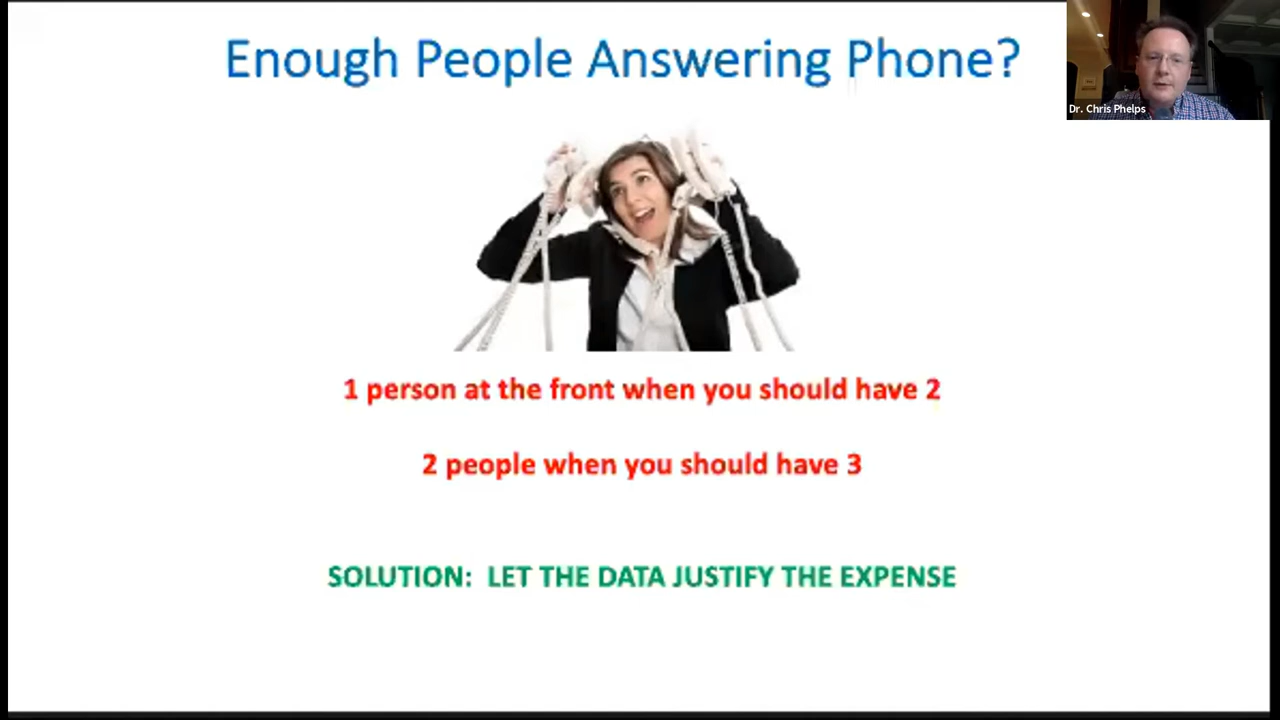 Enough People Answering Phone?
Dr. Chris Phelps
1 person at the front when you should have 2
2 people when you should have 3
SOLUTION: LET THE DATA JUSTIFY THE EXPENSE